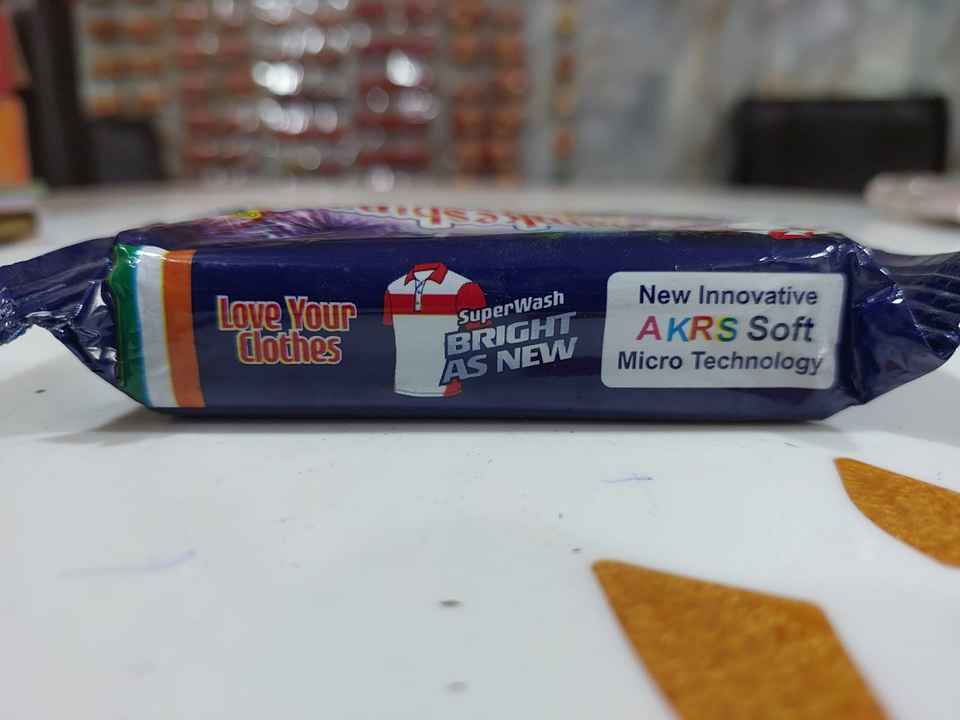 Love Your
Clothes
SuperWash
BRIGHT
AS NEW
New Innovative
AKRS Soft
Micro Technology